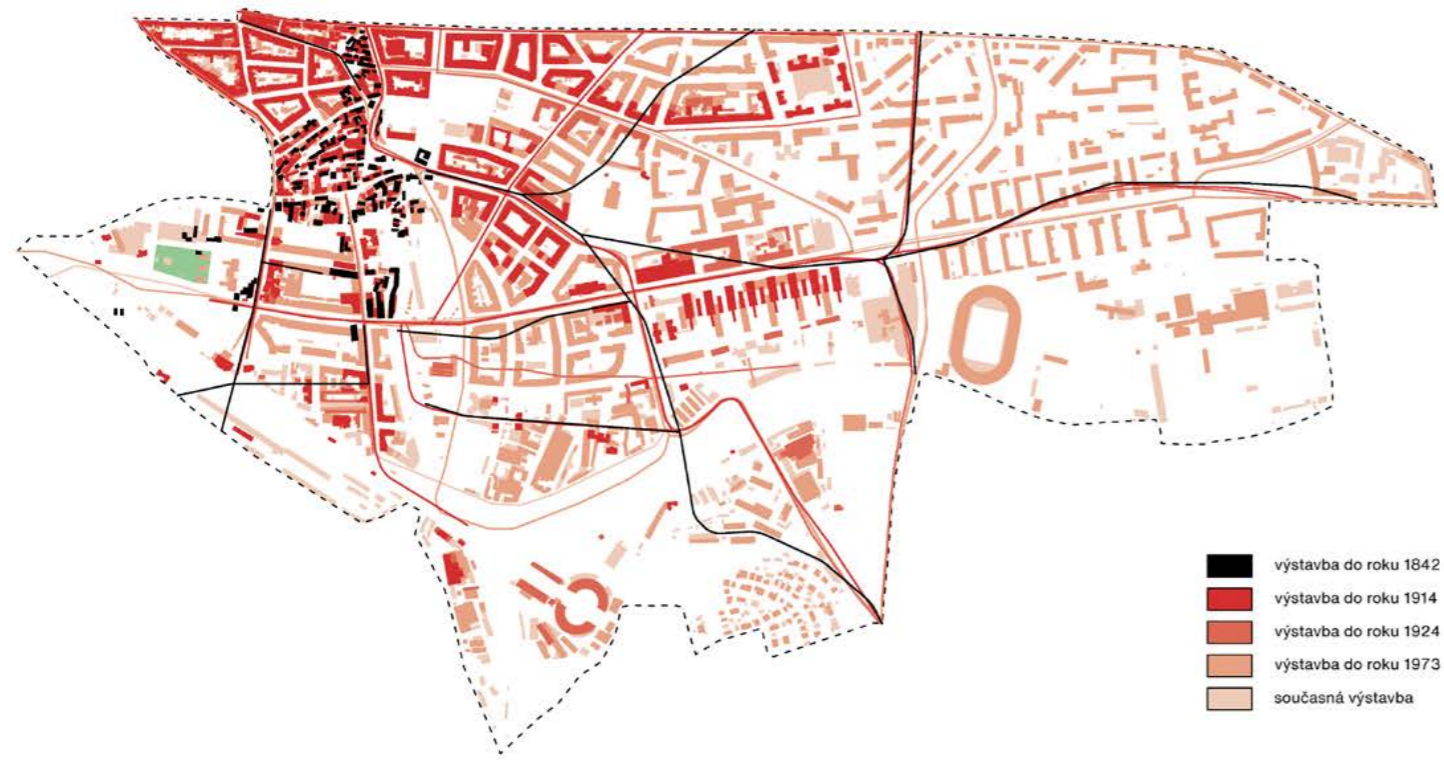 výstavba do roku 1842
výstavba do roku 1914
výstavba do roku 1924
výstavba do roku 1973
současná výstavba